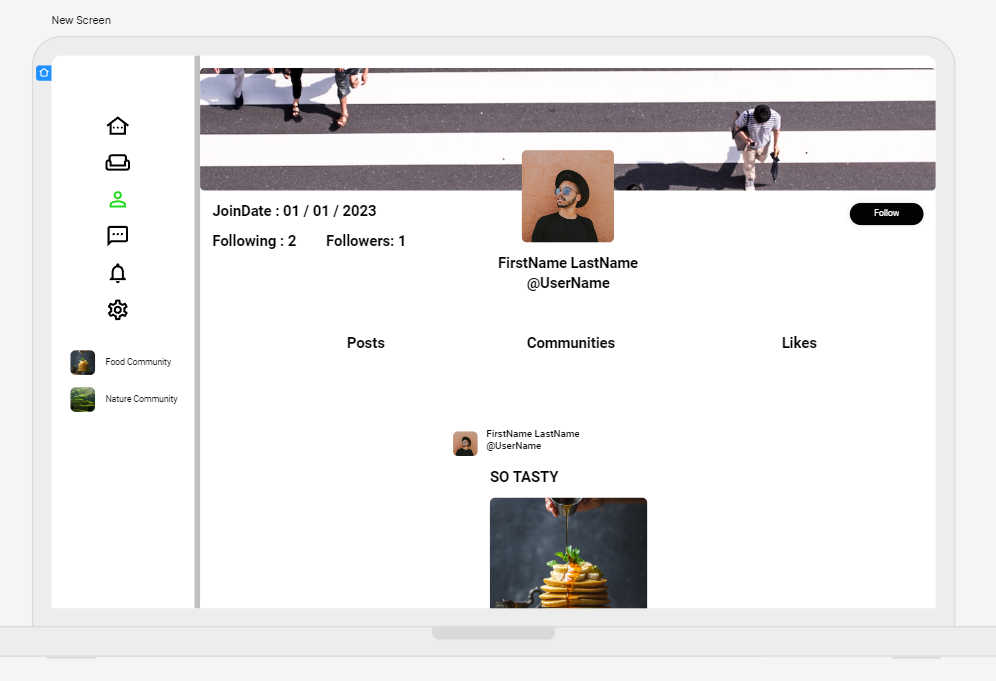 New Screen
JoinDate : 01 / 01 / 2023
Following : 2 Followers: 1
Follow
FirstName LastName
@UserName
Posts Communities Likes
Food Community
Nature Community
FirstName LastName
@UserName
SO TASTY